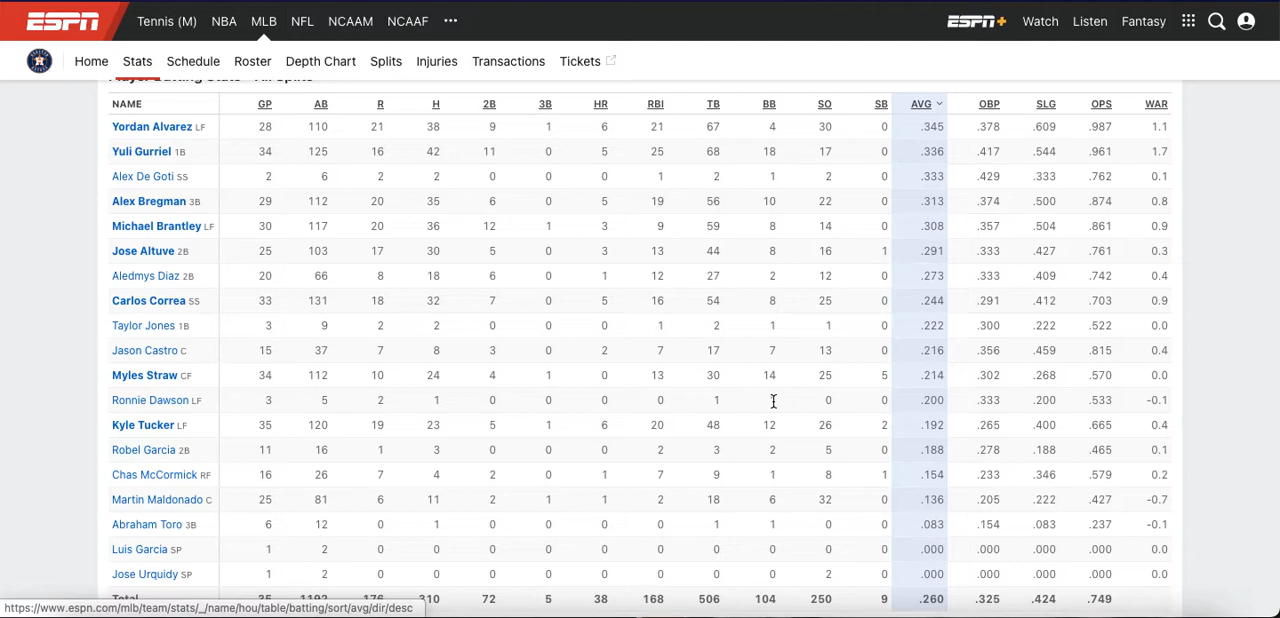 ESPN Tennis (M) NBA MLB NFL NCAAM NCAAF ••• ESPN+ Watch Listen Fantasy
Home Stats Schedule Roster Depth Chart Splits Injuries Transactions Tickets
NAME GP AB R H 2B 3B HR RBI TB BB SO SB AVG OBP SLG OPS WAR
Yordan Alvarez LF 28 110 21 38 9 1 6 21 67 4 30 0 .345 .378 .609 .987 1.1
Yuli Gurriel 1B 34 125 16 42 11 0 5 25 68 18 17 0 .336 .417 .544 .961 1.7
Alex De Goti SS 2 6 2 2 0 0 0 1 2 1 2 0 .333 .429 .333 .762 0.1
Alex Bregman 3B 29 112 20 35 6 0 5 19 56 10 22 0 .313 .374 .500 .874 0.8
Michael Brantley LF 30 117 20 36 12 1 3 9 59 8 14 0 .308 .357 .504 .861 0.9
Jose Altuve 2B 25 103 17 30 5 0 3 13 44 8 16 1 .291 .333 .427 .761 0.3
Aledmys Diaz 2B 20 66 8 18 6 0 1 12 27 2 12 0 .273 .333 .409 .742 0.4
Carlos Correa SS 33 131 18 32 7 0 5 16 54 8 25 0 .244 .291 .412 .703 0.9
Taylor Jones 1B 3 9 2 2 0 0 0 1 2 1 1 0 .222 .300 .222 .522 0.0
Jason Castro C 15 37 7 8 3 0 2 7 17 7 13 0 .216 .356 .459 .815 0.4
Myles Straw CF 34 112 10 24 4 1 0 13 30 14 25 5 .214 .302 .268 .570 0.0
Ronnie Dawson LF 3 5 2 1 0 0 0 0 1 0 0 .200 .333 .200 .533 -0.1
Kyle Tucker LF 35 120 19 23 5 1 6 20 48 12 26 2 .192 .265 .400 .665 0.4
Robel Garcia 2B 11 16 1 3 0 0 0 2 3 2 5 0 .188 .278 .188 .465 0.1
Chas McCormick RF 16 26 7 4 2 0 1 7 9 1 8 1 .154 .233 .346 .579 0.2
Martin Maldonado C 25 81 6 11 2 1 1 2 18 6 32 0 .136 .205 .222 .427 -0.7
Abraham Toro 3B 6 12 0 1 0 0 0 1 1 1 0 0 .083 .154 .083 .237 -0.1
Luis Garcia SP 1 2 0 0 0 0 0 0 0 0 0 0 .000 .000 .000 .000 0.0
Jose Urquidy SP 1 2 0 0 0 0 0 0 0 0 2 0 .000 .000 .000 .000 0.0
Total 35 1192 176 310 72 5 38 168 506 104 250 9 .260 .325 .424 .749
https://www.espn.com/mlb/team/stats/_/name/hou/table/batting/sort/avg/dir/desc